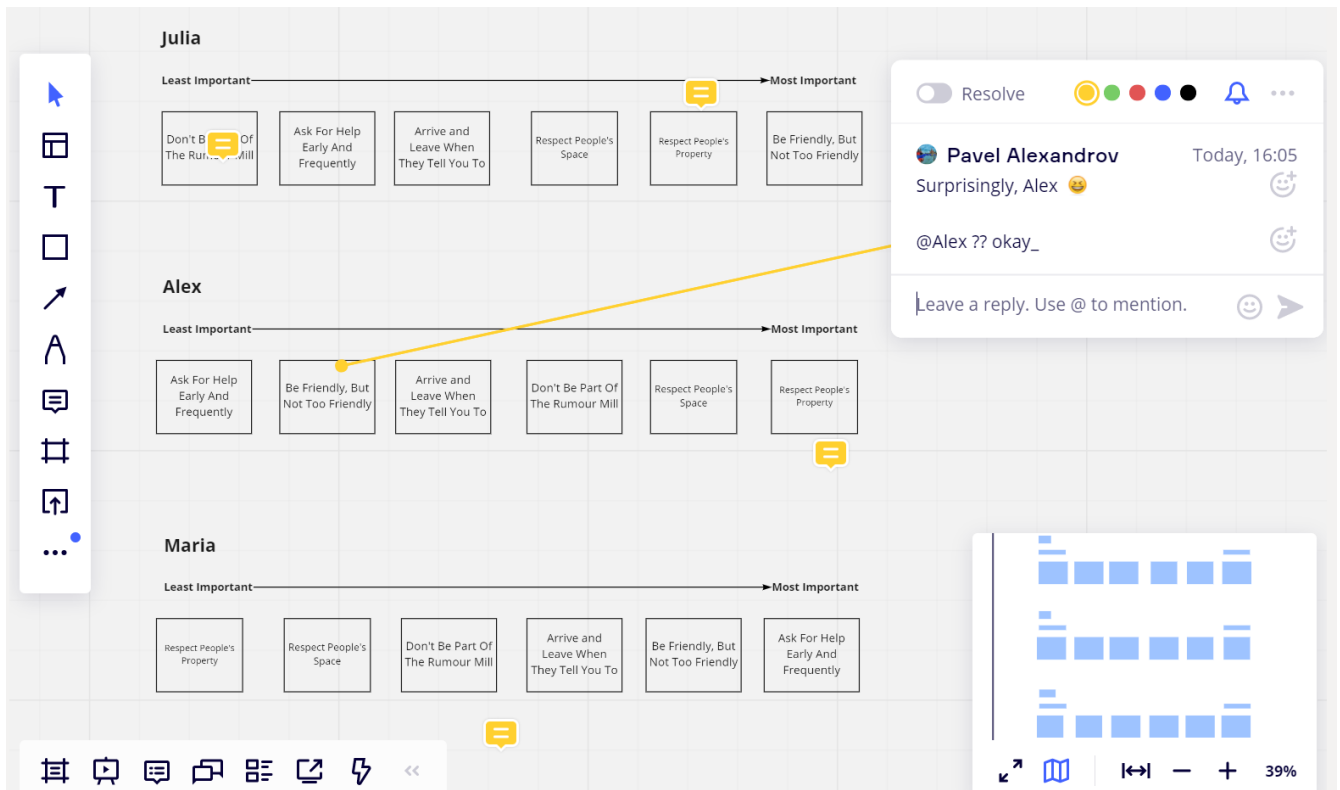 Julia
Least Important
Most Important
Don't B Of
The Mill
Ask For Help
Early And
Frequently
Arrive and
Leave When
They Tell You To
Respect People's
Space
Respect People's
Property
Be Friendly, But
Not Too Friendly
Resolve
Pavel Alexandrov
Today, 16:05
Surprisingly, Alex 😆
@Alex ?? okay_
Leave a reply. Use @ to mention.
Alex
Least Important
Most Important
Ask For Help
Early And
Frequently
Be Friendly, But
Not Too Friendly
Arrive and
Leave When
They Tell You To
Don't Be Part Of
The Rumour Mill
Respect People's
Space
Respect People's
Property
Maria
Least Important
Most Important
Respect People's
Property
Respect People's
Space
Don't Be Part Of
The Rumour Mill
Arrive and
Leave When
They Tell You To
Be Friendly, But
Not Too Friendly
Ask For Help
Early And
Frequently
39%